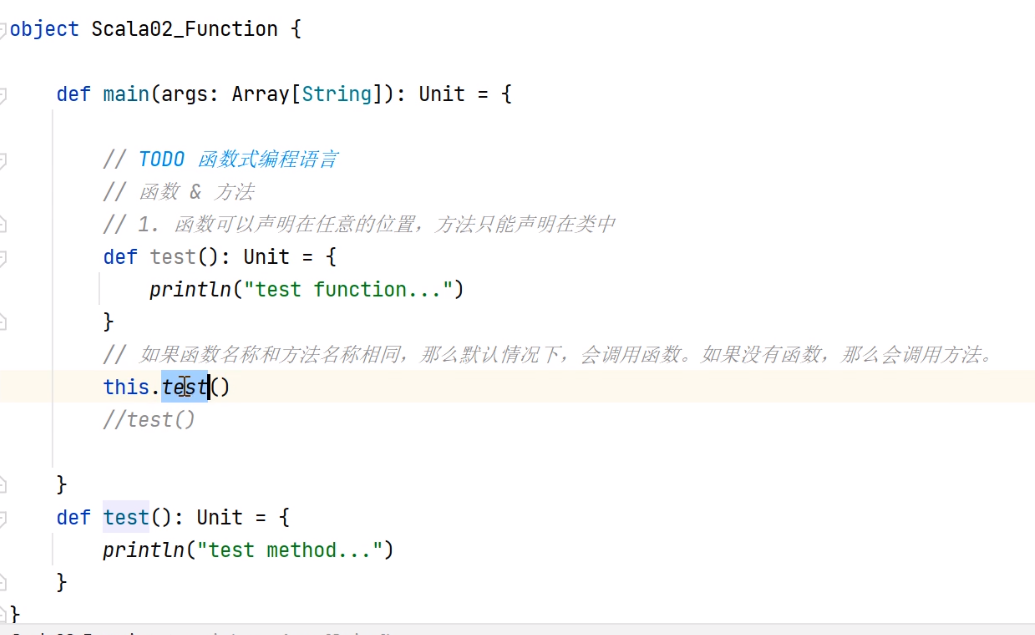 object Scala02_Function {
def main(args: Array[String]): Unit = {
// TODO 函数式编程语言
// 函数 & 方法
// 1. 函数可以声明在任意的位置，方法只能声明在类中
def test(): Unit = {
println("test function...")
}
// 如果函数名称和方法名称相同，那么默认情况下，会调用函数。如果没有函数，那么会调用方法。
this.test()
//test()
}
def test(): Unit = {
println("test method...")
}
}